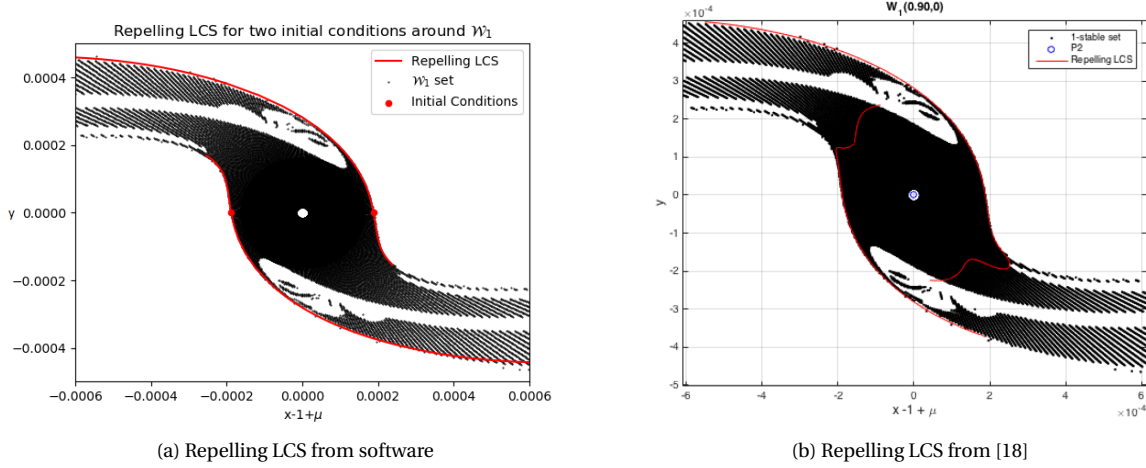 Repelling LCS for two initial conditions around 𝒲₁
Repelling LCS
𝒲₁ set
Initial Conditions
0.0004
0.0002
y
0.0000
−0.0002
−0.0004
−0.0006
−0.0004
−0.0002
0.0000
0.0002
0.0004
0.0006
x-1+μ
(a) Repelling LCS from software
W₁(0.90,0)
×10⁻⁴
1-stable set
P2
Repelling LCS
4
3
2
1
y
0
-1
-2
-3
-4
-5
-6
-4
-2
0
2
4
6
×10⁻⁴
x - 1 + μ
(b) Repelling LCS from [18]